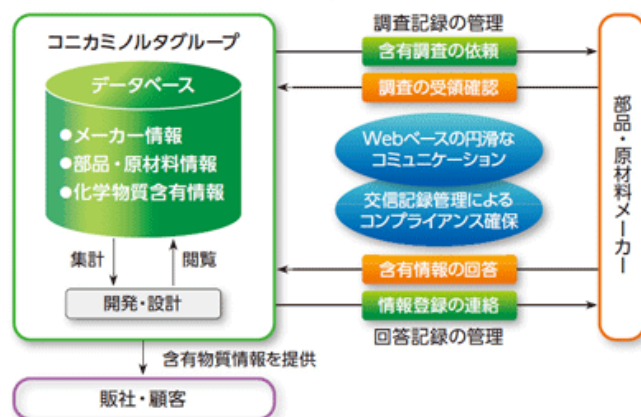 コニカミノルタグループ
データベース
●メーカー情報
●部品・原材料情報
●化学物質含有情報
集計
閲覧
開発・設計
含有物質情報を提供
販社・顧客
調査記録の管理
含有調査の依頼
調査の受領確認
Webベースの円滑な
コミュニケーション
交信記録管理による
コンプライアンス確保
含有情報の回答
情報登録の連絡
回答記録の管理
部品・原材料メーカー